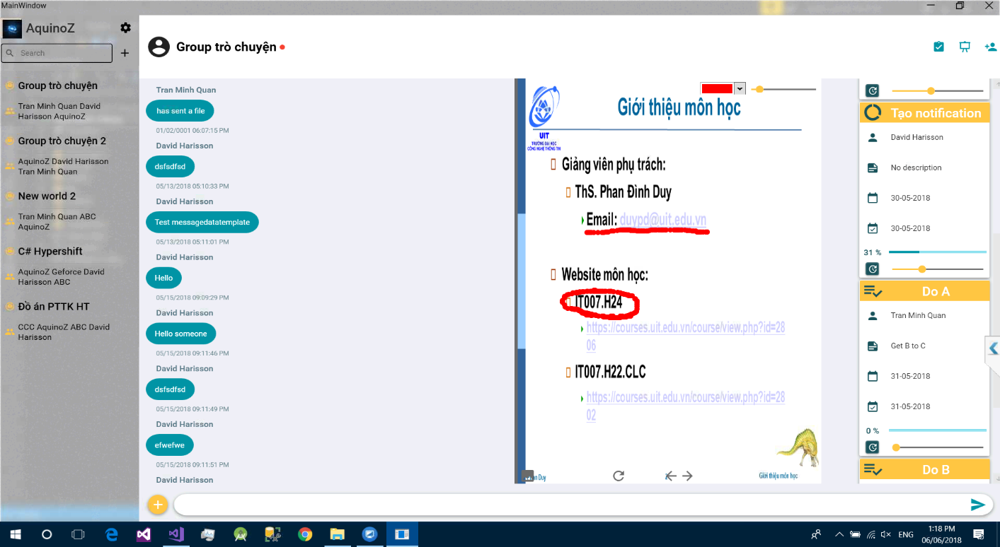 MainWindow
AquinoZ
Search
Group trò chuyện
Tran Minh Quan David
Harisson AquinoZ
Group trò chuyện 2
AquinoZ David Harisson
Tran Minh Quan
New world 2
Tran Minh Quan ABC
AquinoZ
C# Hypershift
AquinoZ Geforce David
Harisson ABC
Đồ án PTTK HT
CCC AquinoZ ABC David
Harisson
Group trò chuyện
Tran Minh Quan
has sent a file
01/02/0001 06:07:15 PM
David Harisson
dsfsdfsd
05/13/2018 05:10:33 PM
David Harisson
Test messagedatatemplate
05/13/2018 05:11:01 PM
David Harisson
Hello
05/15/2018 09:09:29 PM
David Harisson
Hello someone
05/15/2018 09:11:46 PM
David Harisson
dsfsdfsd
05/15/2018 09:11:49 PM
David Harisson
efwefwe
05/15/2018 09:11:51 PM
David Harisson
UIT
TRƯỜNG ĐẠI HỌC
CÔNG NGHỆ THÔNG TIN
Giới thiệu môn học
Giảng viên phụ trách:
ThS. Phan Đình Duy
Email: duypd@uit.edu.vn
Website môn học:
IT007.H24
https://courses.uit.edu.vn/course/view.php?id=28
06
IT007.H22.CLC
https://courses.uit.edu.vn/course/view.php?id=28
02
Duy
2
Giới thiệu môn học
Tạo notification
David Harisson
No description
30-05-2018
30-05-2018
31 %
Do A
Tran Minh Quan
Get B to C
31-05-2018
31-05-2018
0 %
Do B
ENG
1:18 PM
06/06/2018